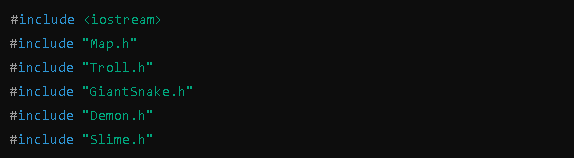 #include <iostream>
#include "Map.h"
#include "Troll.h"
#include "GiantSnake.h"
#include "Demon.h"
#include "Slime.h"